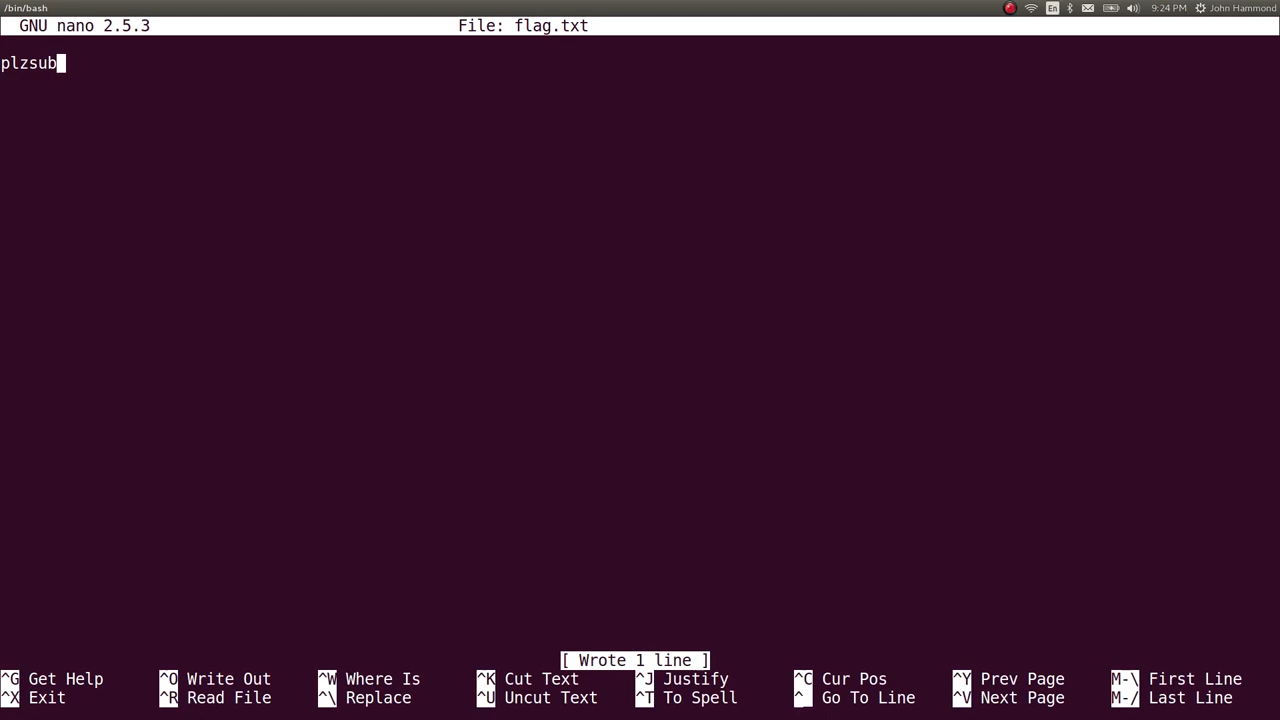 /bin/bash En 9:24 PM John Hammond
GNU nano 2.5.3 File: flag.txt
plzsub
[ Wrote 1 line ]
^G Get Help ^O Write Out ^W Where Is ^K Cut Text ^J Justify ^C Cur Pos ^Y Prev Page M-\ First Line
^X Exit ^R Read File ^\ Replace ^U Uncut Text ^T To Spell ^_ Go To Line ^V Next Page M-/ Last Line